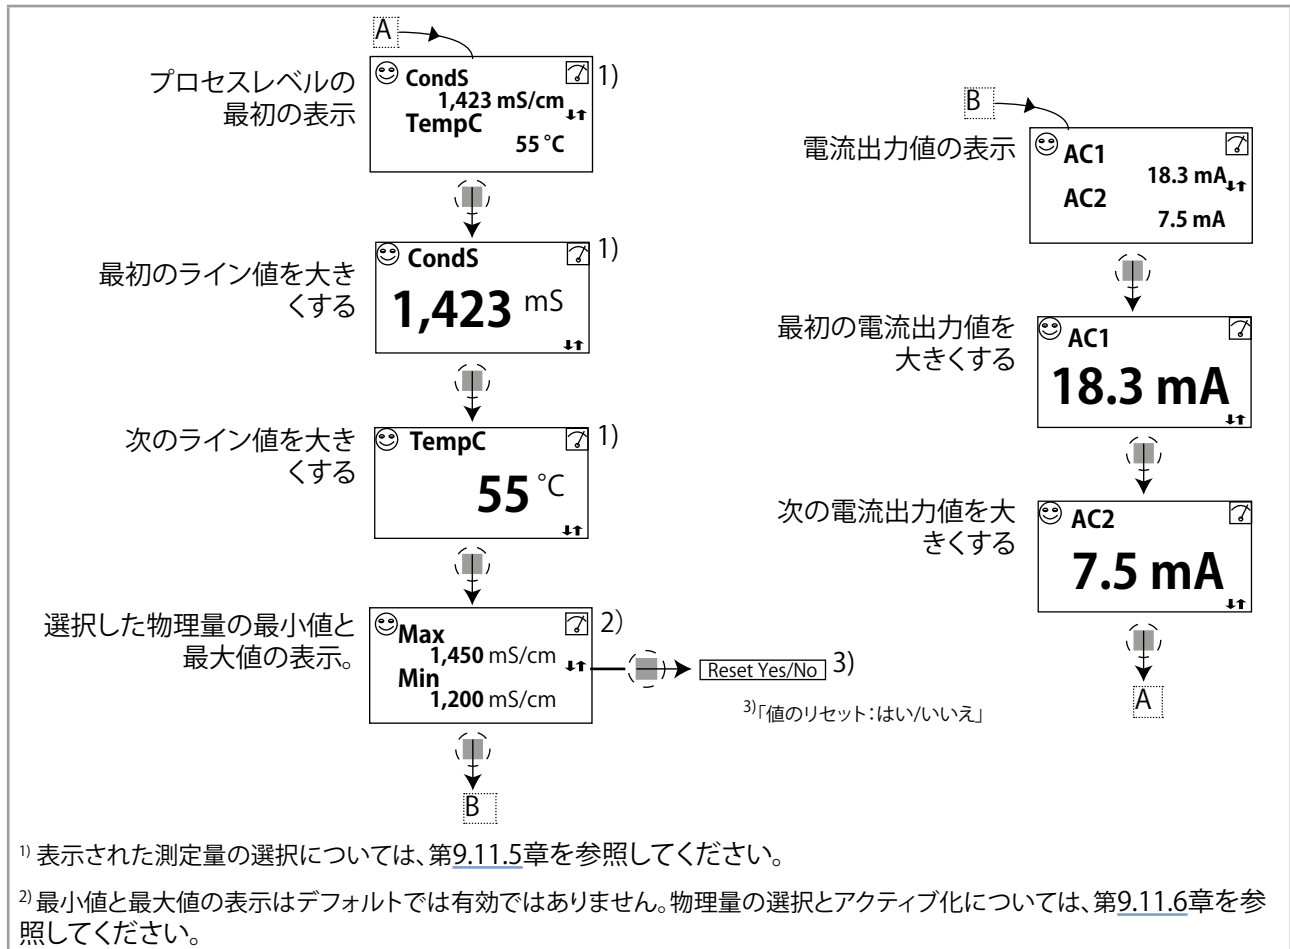 A
プロセスレベルの
最初の表示
CondS
1,423 mS/cm
TempC
55 °C
1)
最初のライン値を大き
くする
CondS
1,423 mS
1)
次のライン値を大き
くする
TempC
55 °C
1)
選択した物理量の最小値と
最大値の表示。
Max
1,450 mS/cm
Min
1,200 mS/cm
2)
Reset Yes/No 3)
3)「値のリセット:はい/いいえ」
B
B
電流出力値の表示
AC1
18.3 mA
AC2
7.5 mA
最初の電流出力値を
大きくする
AC1
18.3 mA
次の電流出力値を大
きくする
AC2
7.5 mA
A
1) 表示された測定量の選択については、第9.11.5章を参照してください。
2) 最小値と最大値の表示はデフォルトでは有効ではありません。物理量の選択とアクティブ化については、第9.11.6章を参
照してください。